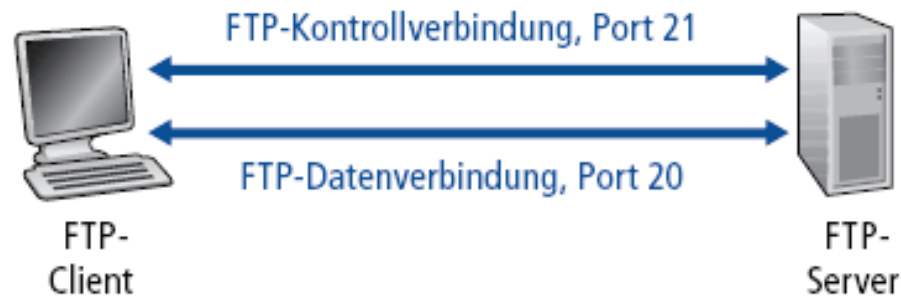 FTP-Kontrollverbindung, Port 21
FTP-Datenverbindung, Port 20
FTP-
Client
FTP-
Server